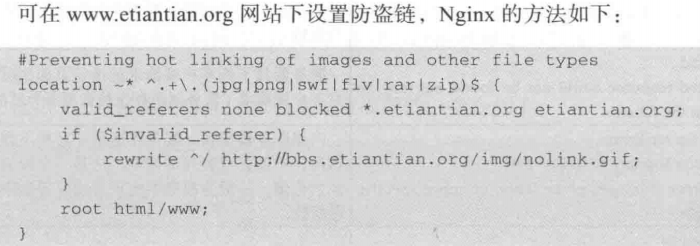 可在 www.etiantian.org 网站下设置防盗链，Nginx 的方法如下：
#Preventing hot linking of images and other file types
location ~* ^.+\.(jpg|png|swf|flv|rar|zip)$ {
    valid_referers none blocked *.etiantian.org etiantian.org;
    if ($invalid_referer) {
        rewrite ^/ http://bbs.etiantian.org/img/nolink.gif;
    }
    root html/www;
}